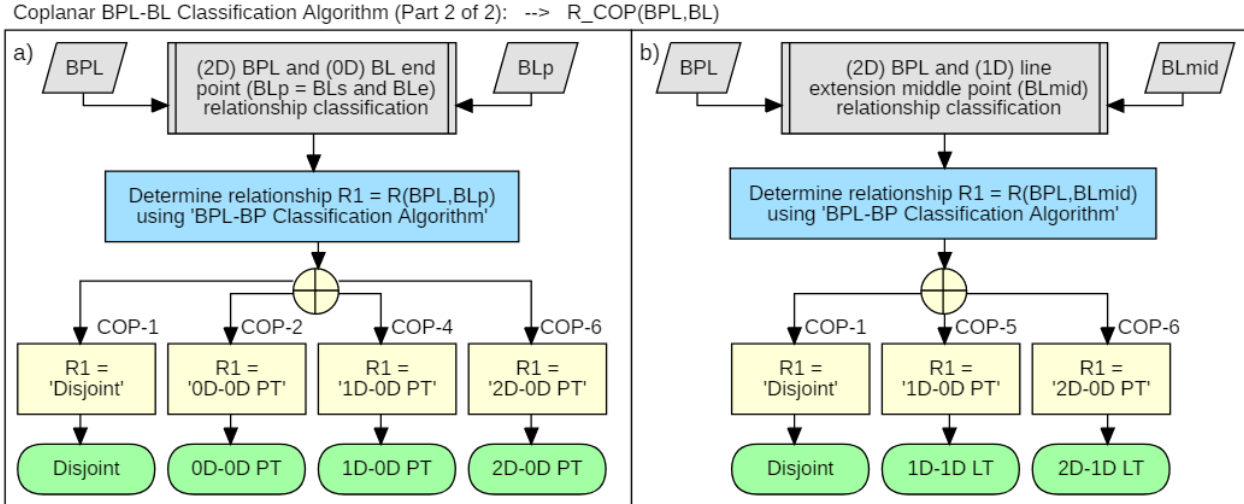 Coplanar BPL-BL Classification Algorithm (Part 2 of 2): --> R_COP(BPL,BL)
a)
BPL
(2D) BPL and (0D) BL end
point (BLp = BLs and BLe)
relationship classification
BLp
Determine relationship R1 = R(BPL,BLp)
using 'BPL-BP Classification Algorithm'
COP-1
COP-2
COP-4
COP-6
R1 =
'Disjoint'
R1 =
'0D-0D PT'
R1 =
'1D-0D PT'
R1 =
'2D-0D PT'
Disjoint
0D-0D PT
1D-0D PT
2D-0D PT
b)
BPL
(2D) BPL and (1D) line
extension middle point (BLmid)
relationship classification
BLmid
Determine relationship R1 = R(BPL,BLmid)
using 'BPL-BP Classification Algorithm'
COP-1
COP-5
COP-6
R1 =
'Disjoint'
R1 =
'1D-0D PT'
R1 =
'2D-0D PT'
Disjoint
1D-1D LT
2D-1D LT